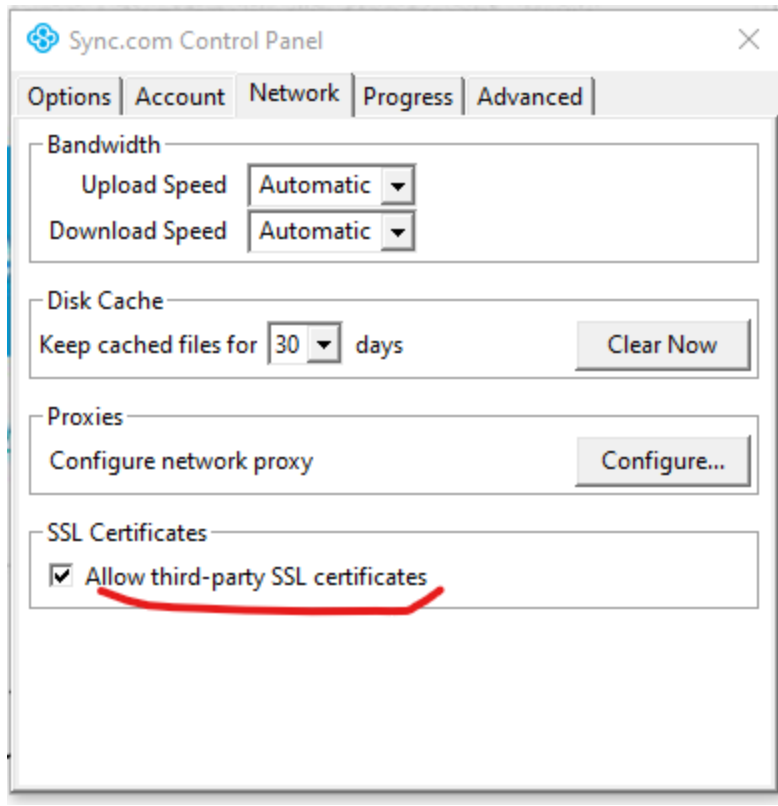 Sync.com Control Panel
Options Account Network Progress Advanced
Bandwidth
Upload Speed Automatic
Download Speed Automatic
Disk Cache
Keep cached files for 30 days Clear Now
Proxies
Configure network proxy Configure...
SSL Certificates
Allow third-party SSL certificates